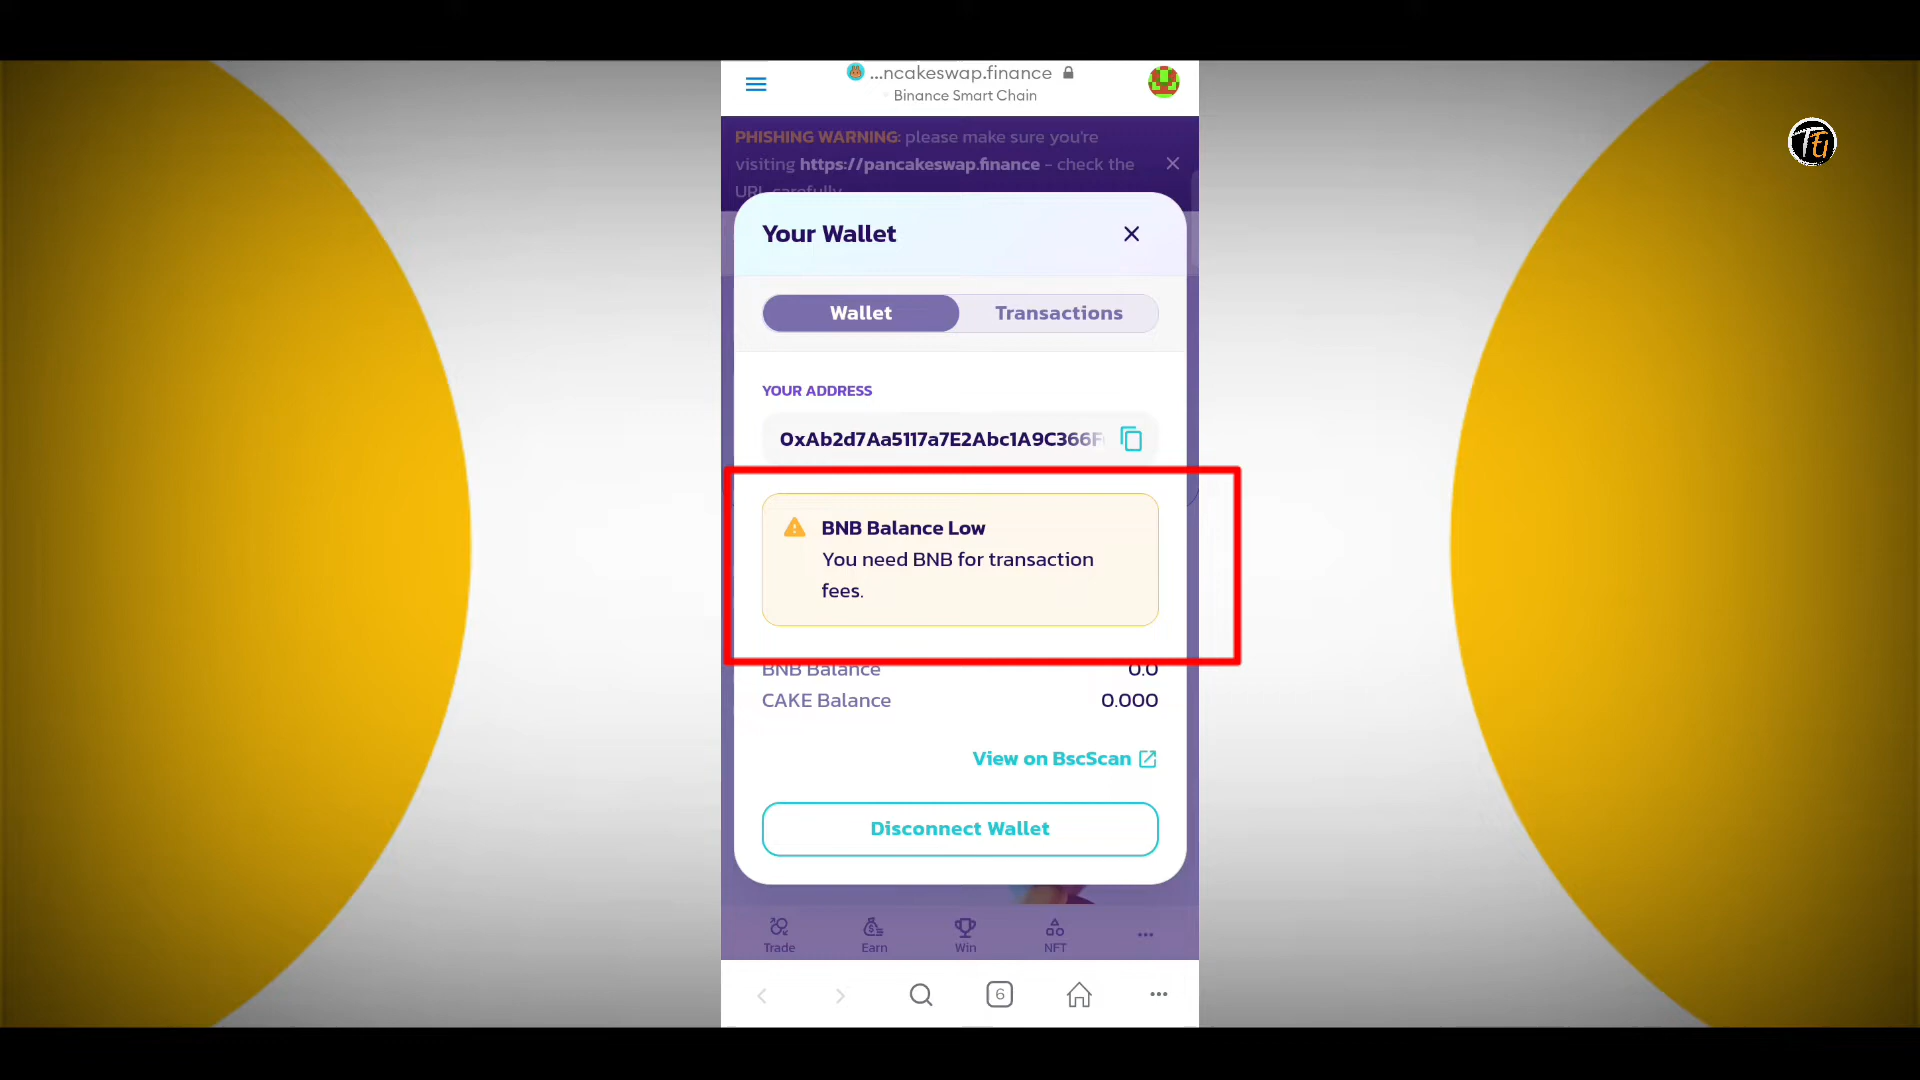 ...ncakeswap.finance
Binance Smart Chain
PHISHING WARNING: please make sure you're
visiting https://pancakeswap.finance - check the
URL carefully.
Your Wallet
Wallet
Transactions
YOUR ADDRESS
0xAb2d7Aa5117a7E2Abc1A9C366F
BNB Balance Low
You need BNB for transaction
fees.
BNB Balance 0.0
CAKE Balance 0.000
View on BscScan
Disconnect Wallet
Trade Earn Win NFT
6